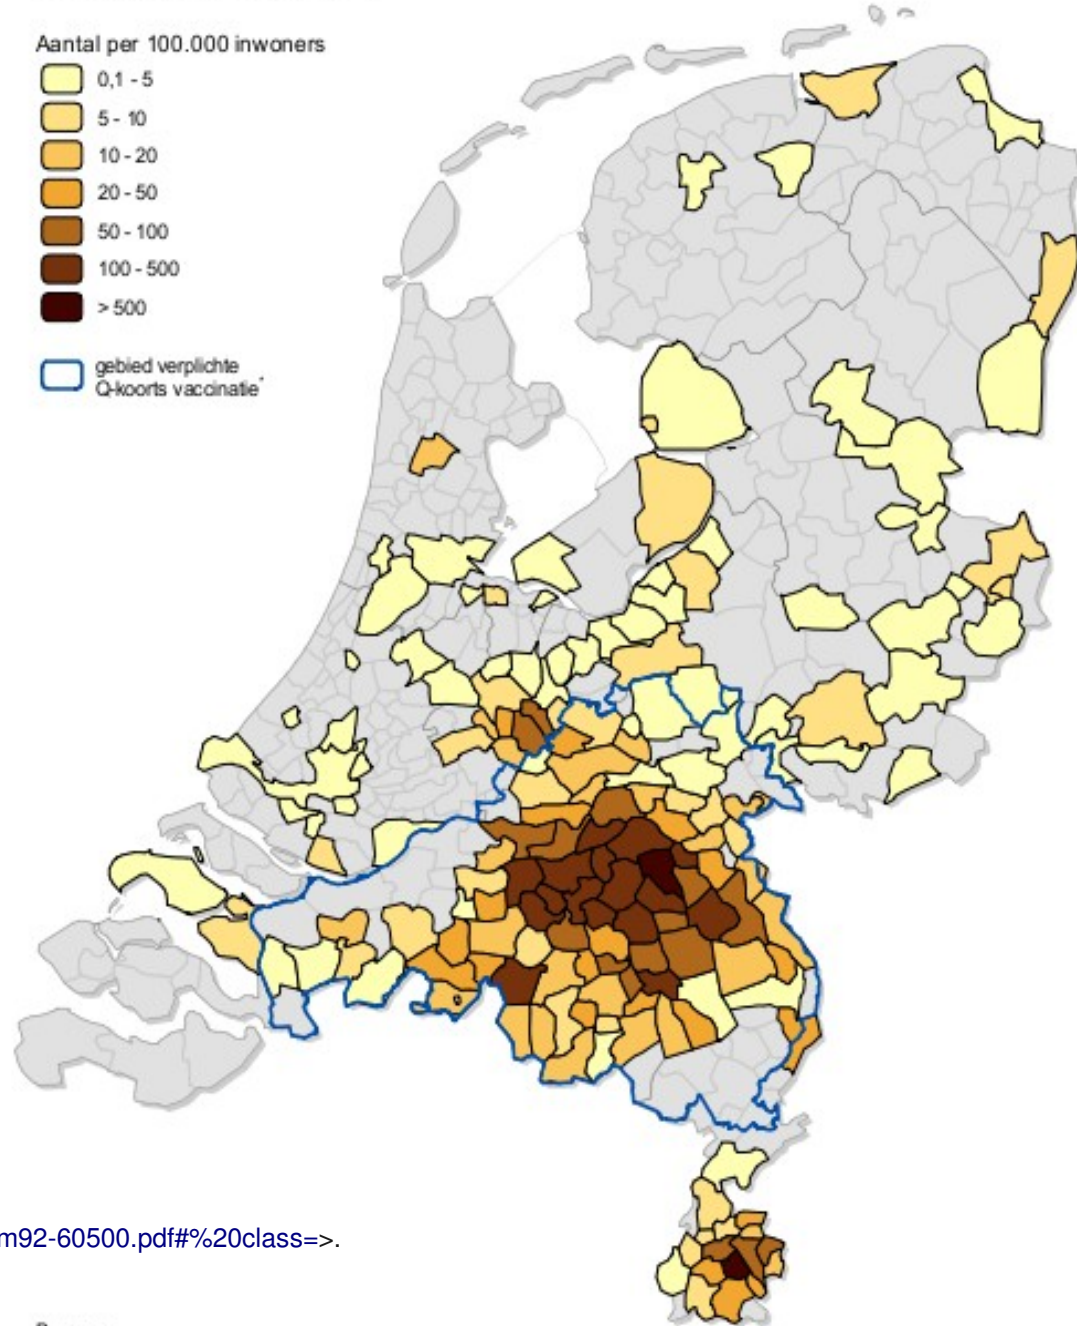 Aantal per 100.000 inwoners
0,1 - 5
5 - 10
10 - 20
20 - 50
50 - 100
100 - 500
> 500
gebied verplichte
Q-koorts vaccinatie*
m92-60500.pdf#%20class=>.